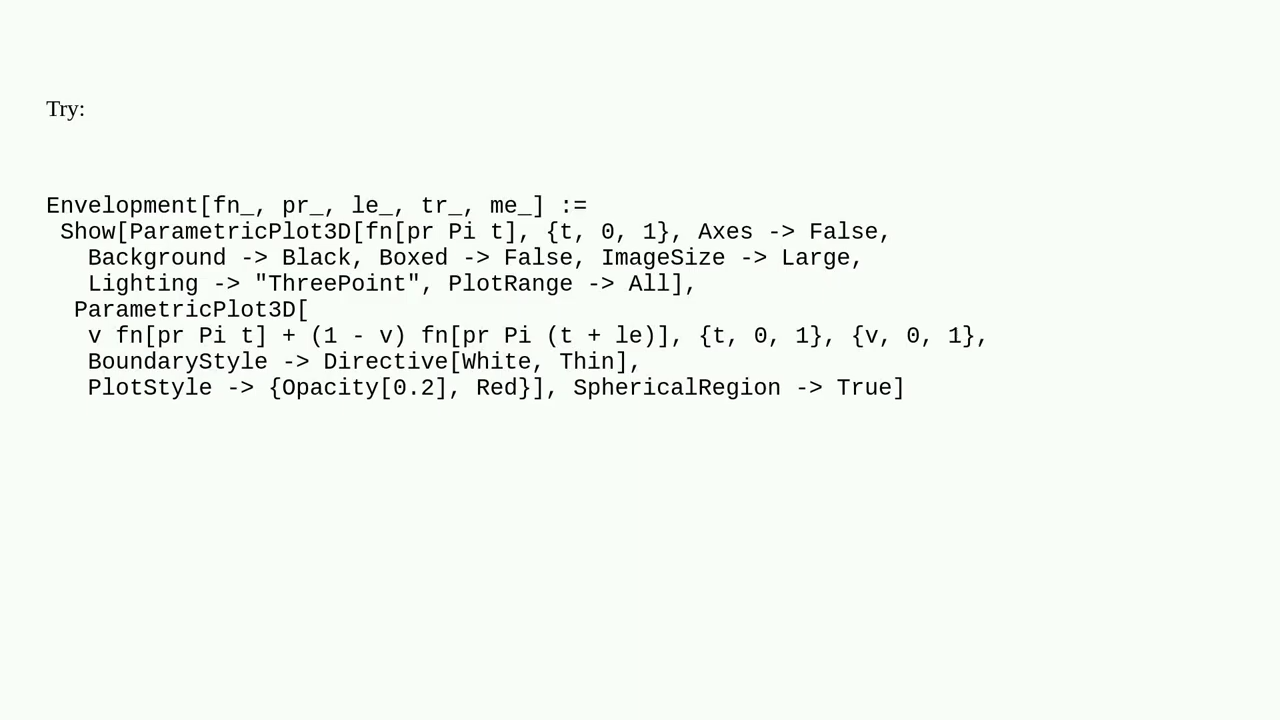 Try:
Envelopment[fn_, pr_, le_, tr_, me_] :=
Show[ParametricPlot3D[fn[pr Pi t], {t, 0, 1}, Axes -> False,
Background -> Black, Boxed -> False, ImageSize -> Large,
Lighting -> "ThreePoint", PlotRange -> All],
ParametricPlot3D[
v fn[pr Pi t] + (1 - v) fn[pr Pi (t + le)], {t, 0, 1}, {v, 0, 1},
BoundaryStyle -> Directive[White, Thin],
PlotStyle -> {Opacity[0.2], Red}], SphericalRegion -> True]